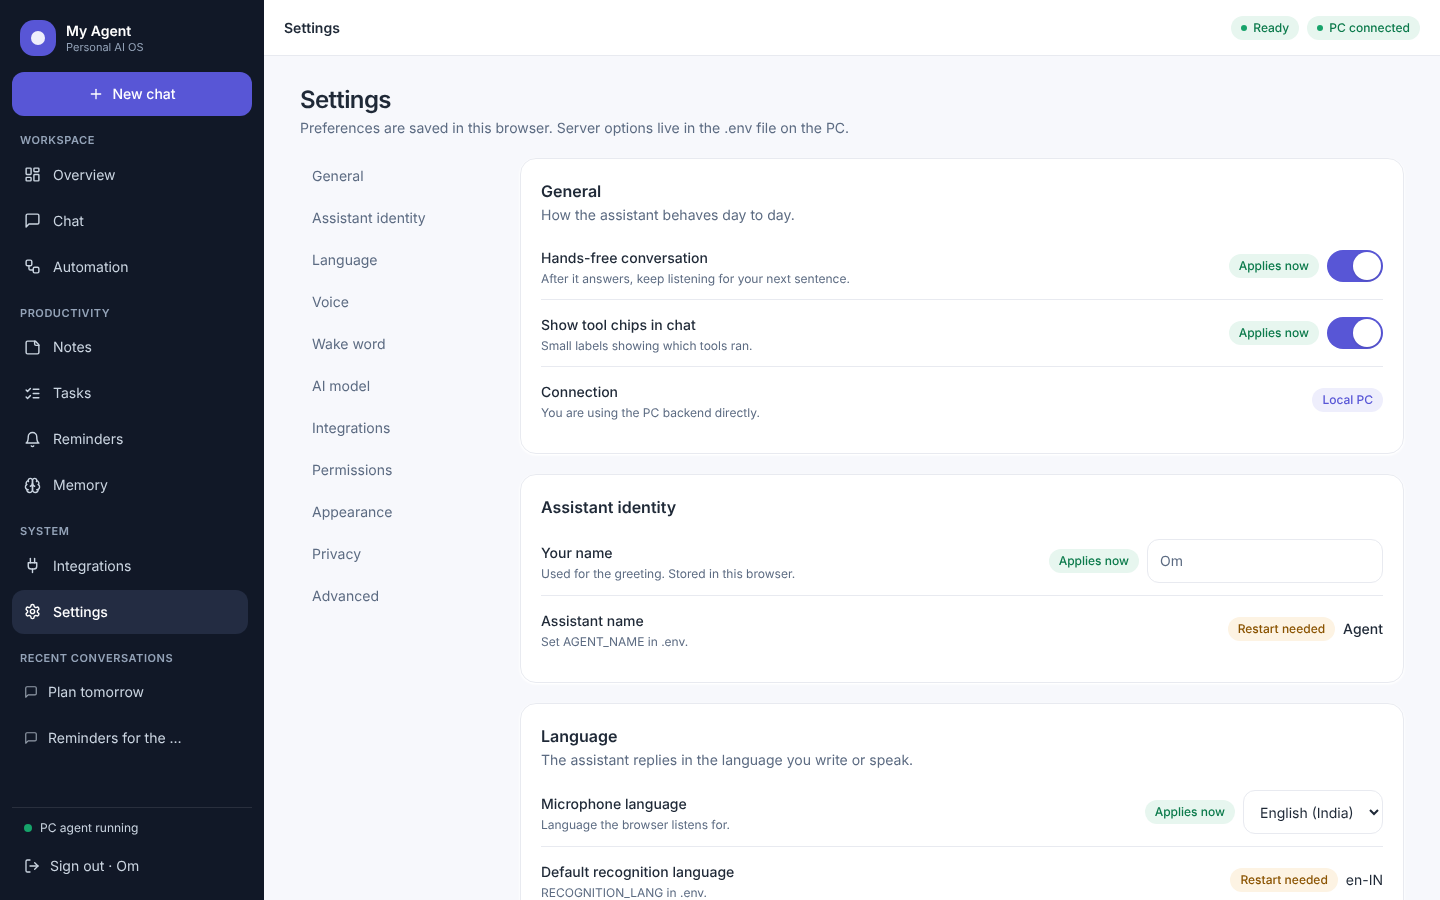 My Agent
Personal AI OS
New chat
WORKSPACE
Overview
Chat
Automation
PRODUCTIVITY
Notes
Tasks
Reminders
Memory
SYSTEM
Integrations
Settings
RECENT CONVERSATIONS
Plan tomorrow
Reminders for the ...
PC agent running
Sign out · Om
Settings
Ready
PC connected
Settings
Preferences are saved in this browser. Server options live in the .env file on the PC.
General
Assistant identity
Language
Voice
Wake word
AI model
Integrations
Permissions
Appearance
Privacy
Advanced
General
How the assistant behaves day to day.
Hands-free conversation
After it answers, keep listening for your next sentence.
Applies now
Show tool chips in chat
Small labels showing which tools ran.
Applies now
Connection
You are using the PC backend directly.
Local PC
Assistant identity
Your name
Used for the greeting. Stored in this browser.
Applies now
Om
Assistant name
Set AGENT_NAME in .env.
Restart needed
Agent
Language
The assistant replies in the language you write or speak.
Microphone language
Language the browser listens for.
Applies now
English (India)
Default recognition language
RECOGNITION_LANG in .env.
Restart needed
en-IN